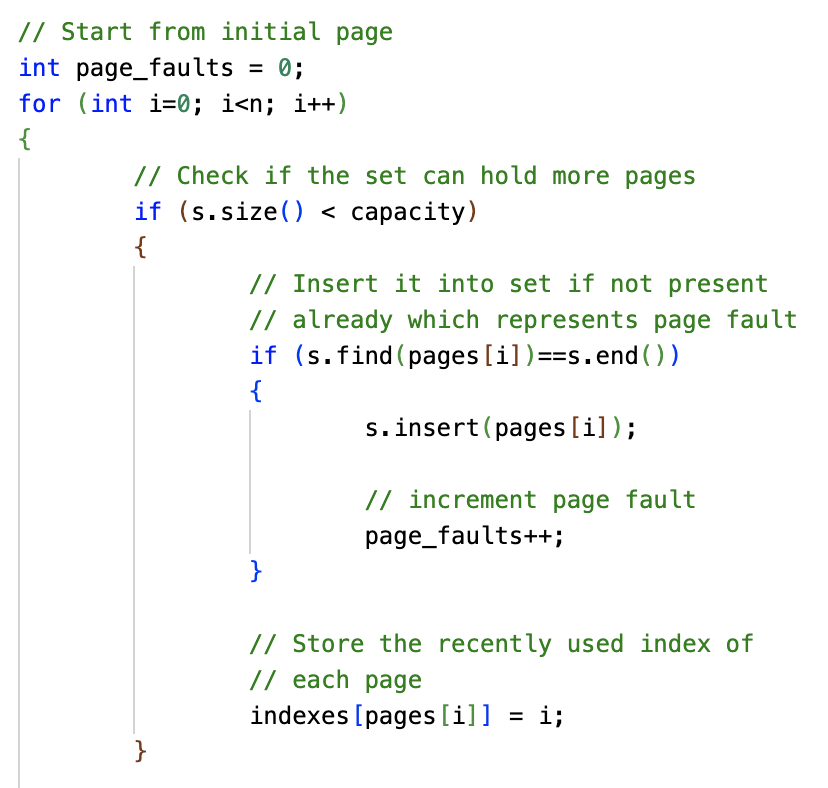 // Start from initial page
int page_faults = 0;
for (int i=0; i<n; i++)
{
// Check if the set can hold more pages
if (s.size() < capacity)
{
// Insert it into set if not present
// already which represents page fault
if (s.find(pages[i])==s.end())
{
s.insert(pages[i]);
// increment page fault
page_faults++;
}
// Store the recently used index of
// each page
indexes[pages[i]] = i;
}